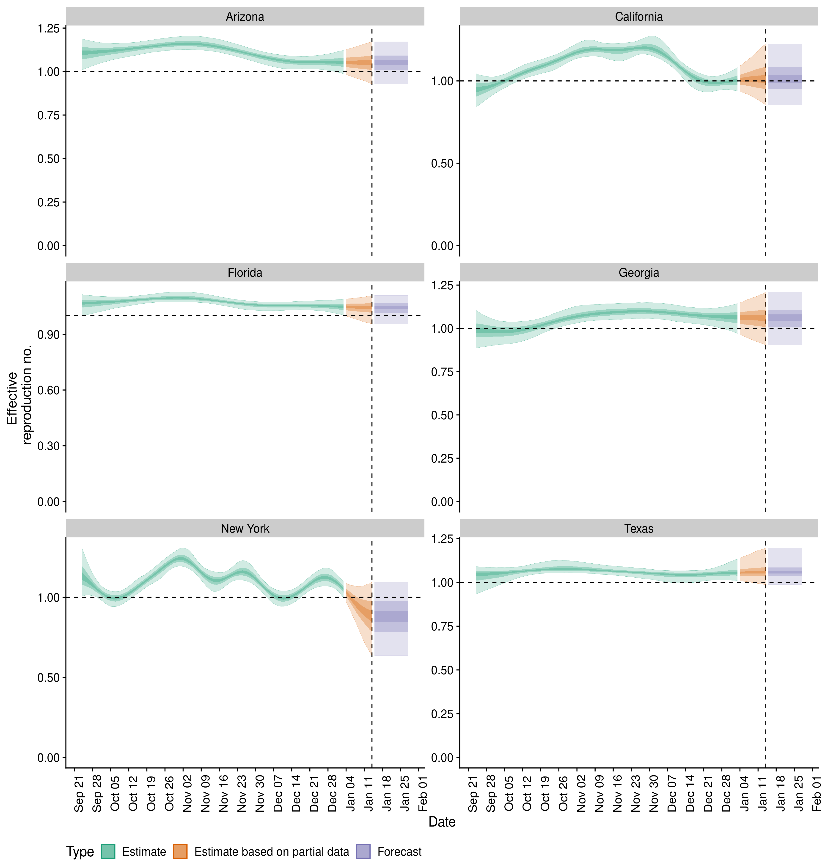 Arizona
California
1.25
1.00
0.75
0.50
0.25
0.00
1.00
0.50
0.00
Florida
Georgia
0.90
0.60
0.30
0.00
1.25
1.00
0.75
0.50
0.25
0.00
Effective
reproduction no.
New York
Texas
1.00
0.50
0.00
1.25
1.00
0.75
0.50
0.25
0.00
Sep 21
Sep 28
Oct 05
Oct 12
Oct 19
Oct 26
Nov 02
Nov 09
Nov 16
Nov 23
Nov 30
Dec 07
Dec 14
Dec 21
Dec 28
Jan 04
Jan 11
Jan 18
Jan 25
Feb 01
Sep 21
Sep 28
Oct 05
Oct 12
Oct 19
Oct 26
Nov 02
Nov 09
Nov 16
Nov 23
Nov 30
Dec 07
Dec 14
Dec 21
Dec 28
Jan 04
Jan 11
Jan 18
Jan 25
Feb 01
Date
Type Estimate Estimate based on partial data Forecast